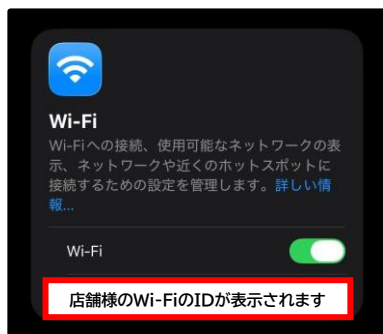 Wi-Fi
Wi-Fiへの接続、使用可能なネットワークの表
示、ネットワークや近くのホットスポットに
接続するための設定を管理します。詳しい情
報...
Wi-Fi
店舗様のWi-FiのIDが表示されます